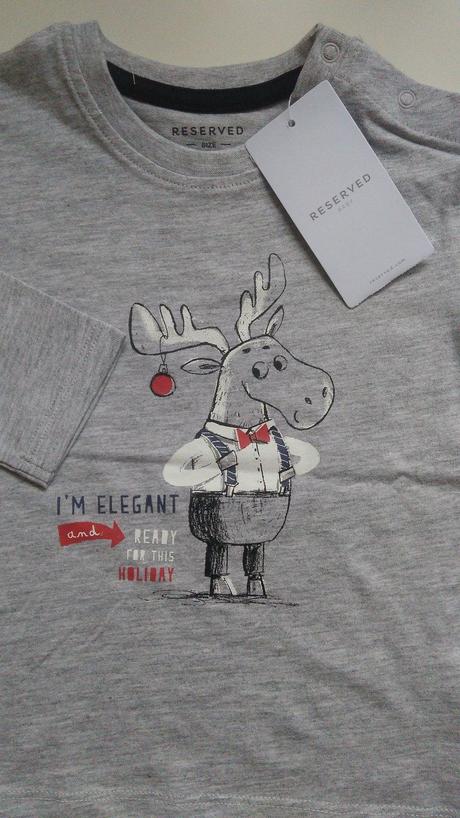 RESERVED
SIZE
RESERVED
BABY
I'M ELEGANT
and
READY
FOR THIS
HOLIDAY